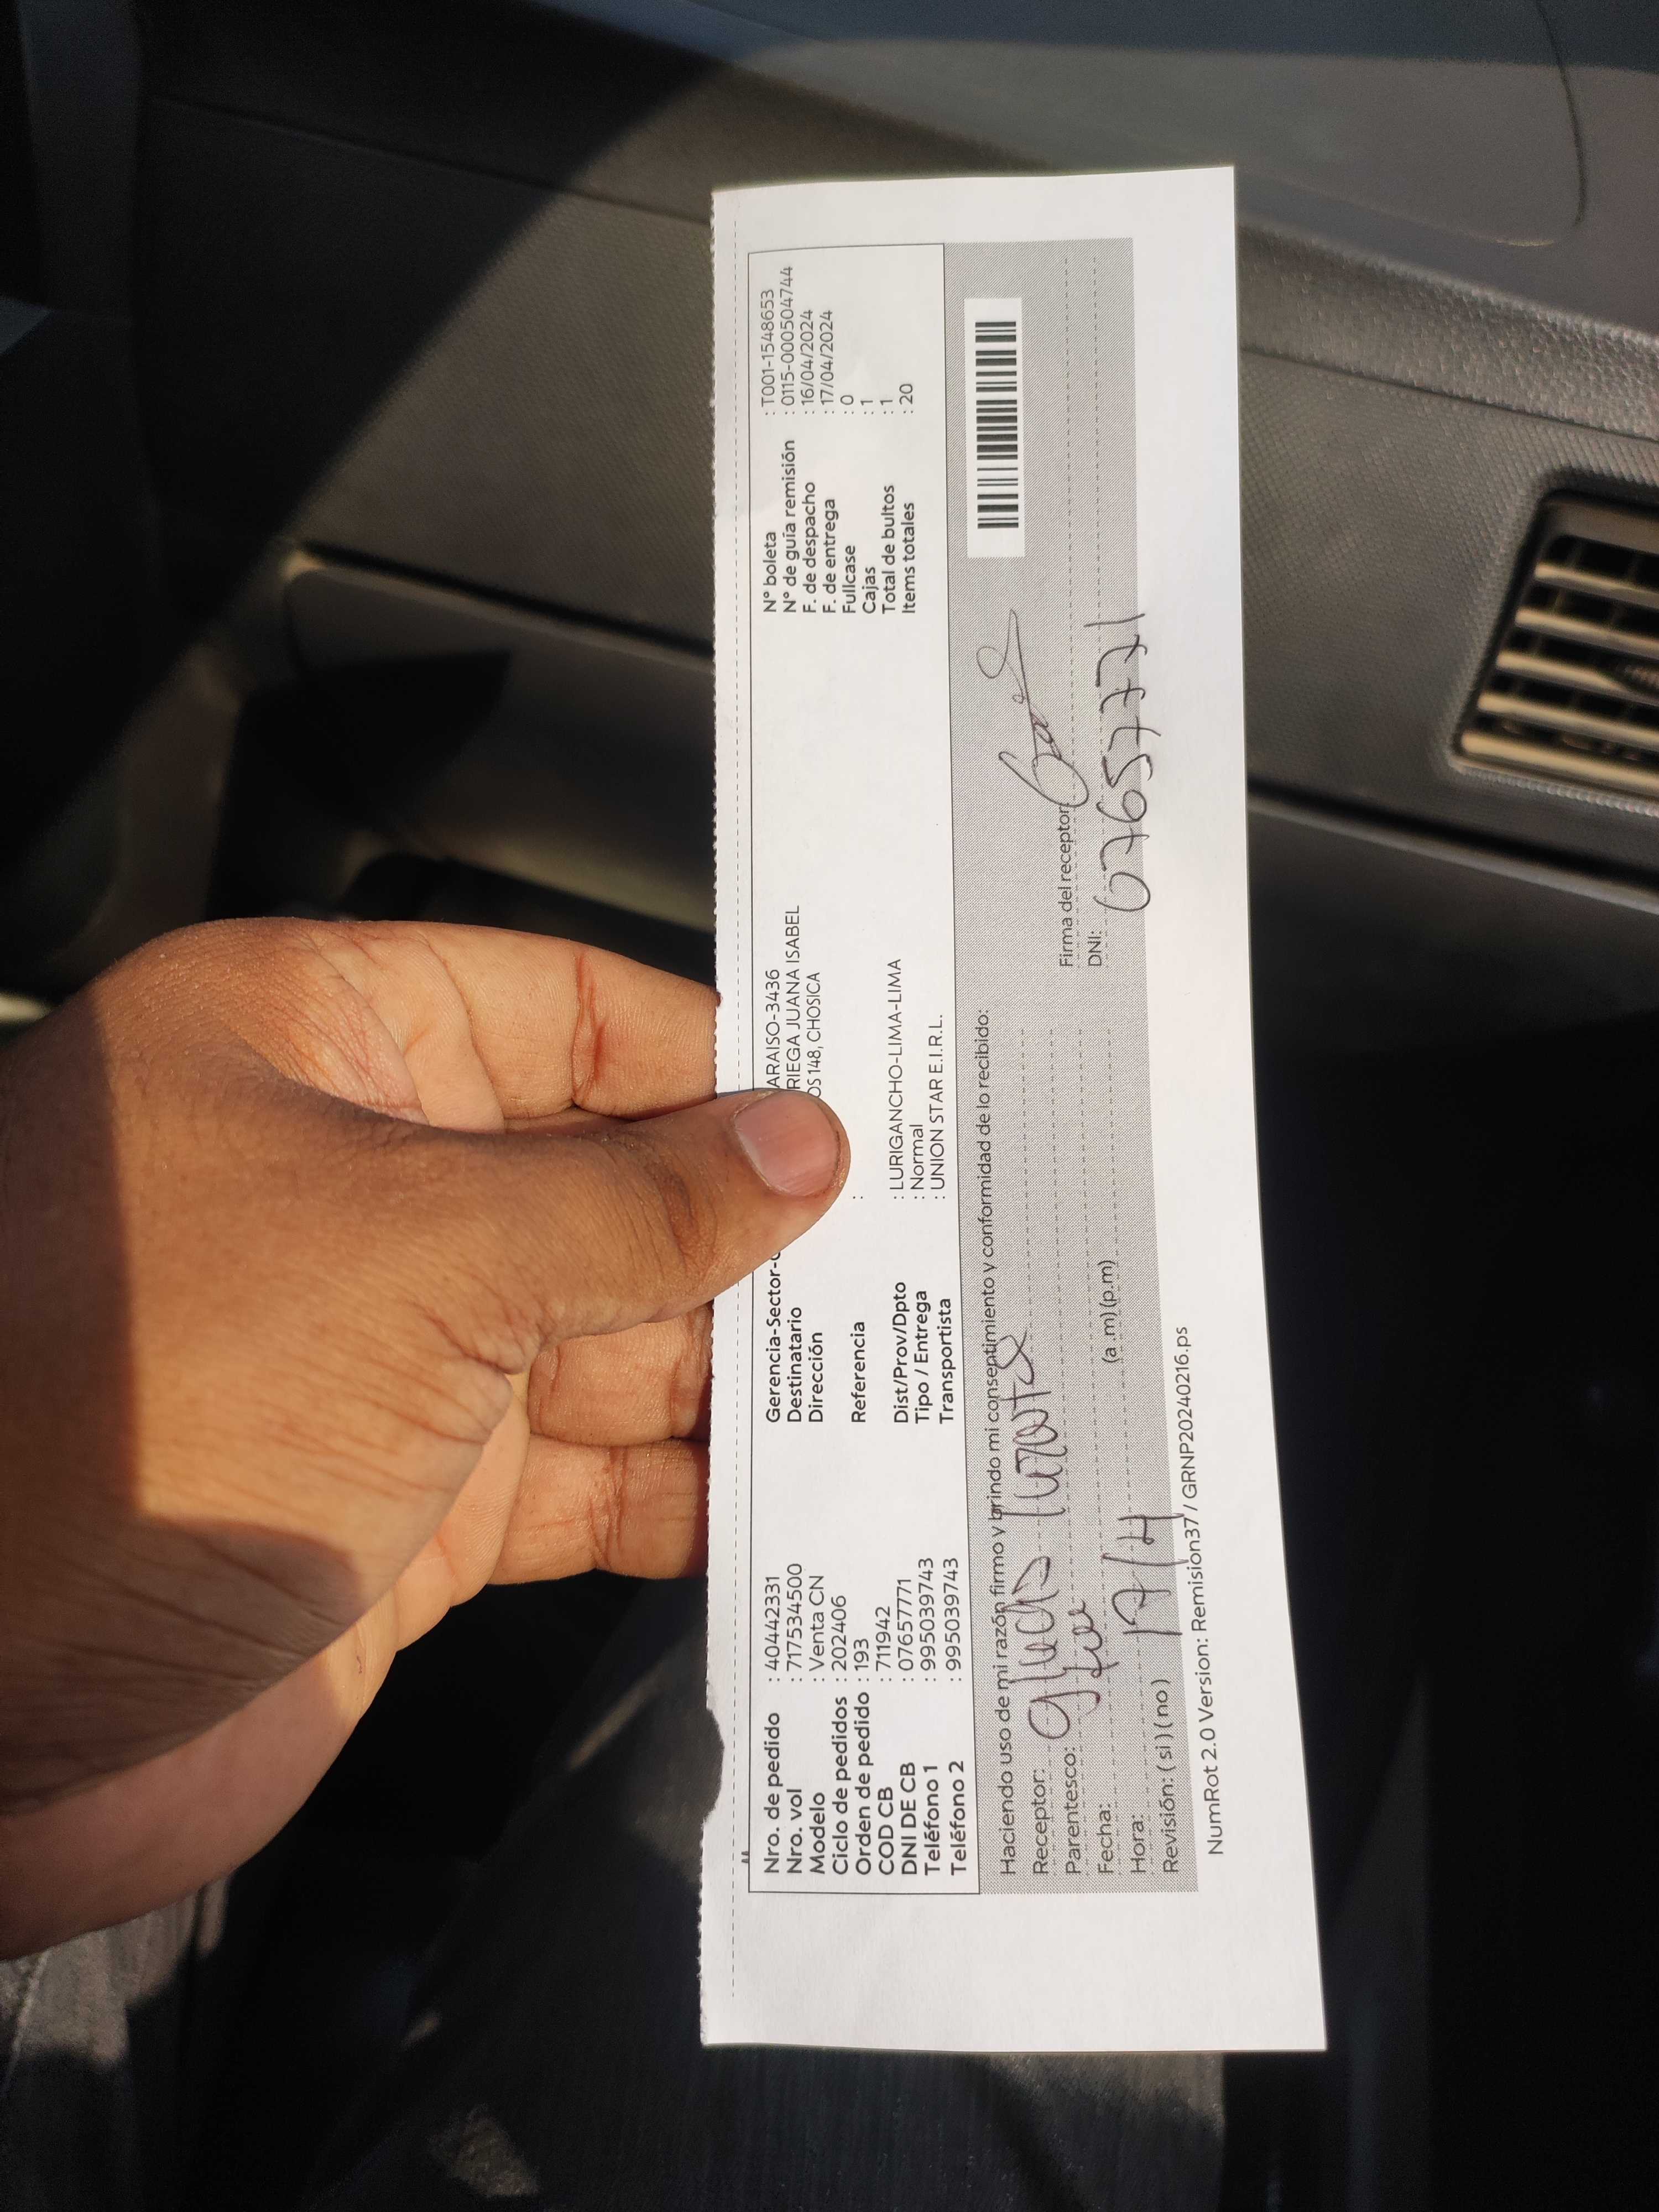 Nro. de pedido : 40442331 Gerencia-Sector- ARAISO-3436 N° boleta : T001-1548653
Nro. vol : 717534500 Destinatario RIEGA JUANA ISABEL N° de guía remisión : 0115-0000504744
Modelo : Venta CN Dirección OS 148, CHOSICA F. de despacho : 16/04/2024
Ciclo de pedidos : 202406 F. de entrega : 17/04/2024
Orden de pedido : 193 Referencia : Fullcase : 0
COD CB : 711942 Cajas : 1
DNI DE CB : 07657771 Dist/Prov/Dpto : LURIGANCHO-LIMA-LIMA Total de bultos : 1
Teléfono 1 : 995039743 Tipo / Entrega : Normal Items totales : 20
Teléfono 2 : 995039743 Transportista : UNION STAR E.I.R.L.
Haciendo uso de mi razón firmo y brindo mi consentimiento y conformidad de lo recibido:
Receptor:
Parentesco: Firma del receptor:
Fecha: 17/4 DNI: 07657771
Hora: (a .m) (p.m)
Revisión: ( si ) ( no )
NumRot 2.0 Version: Remision37 / GRNP20240216.ps